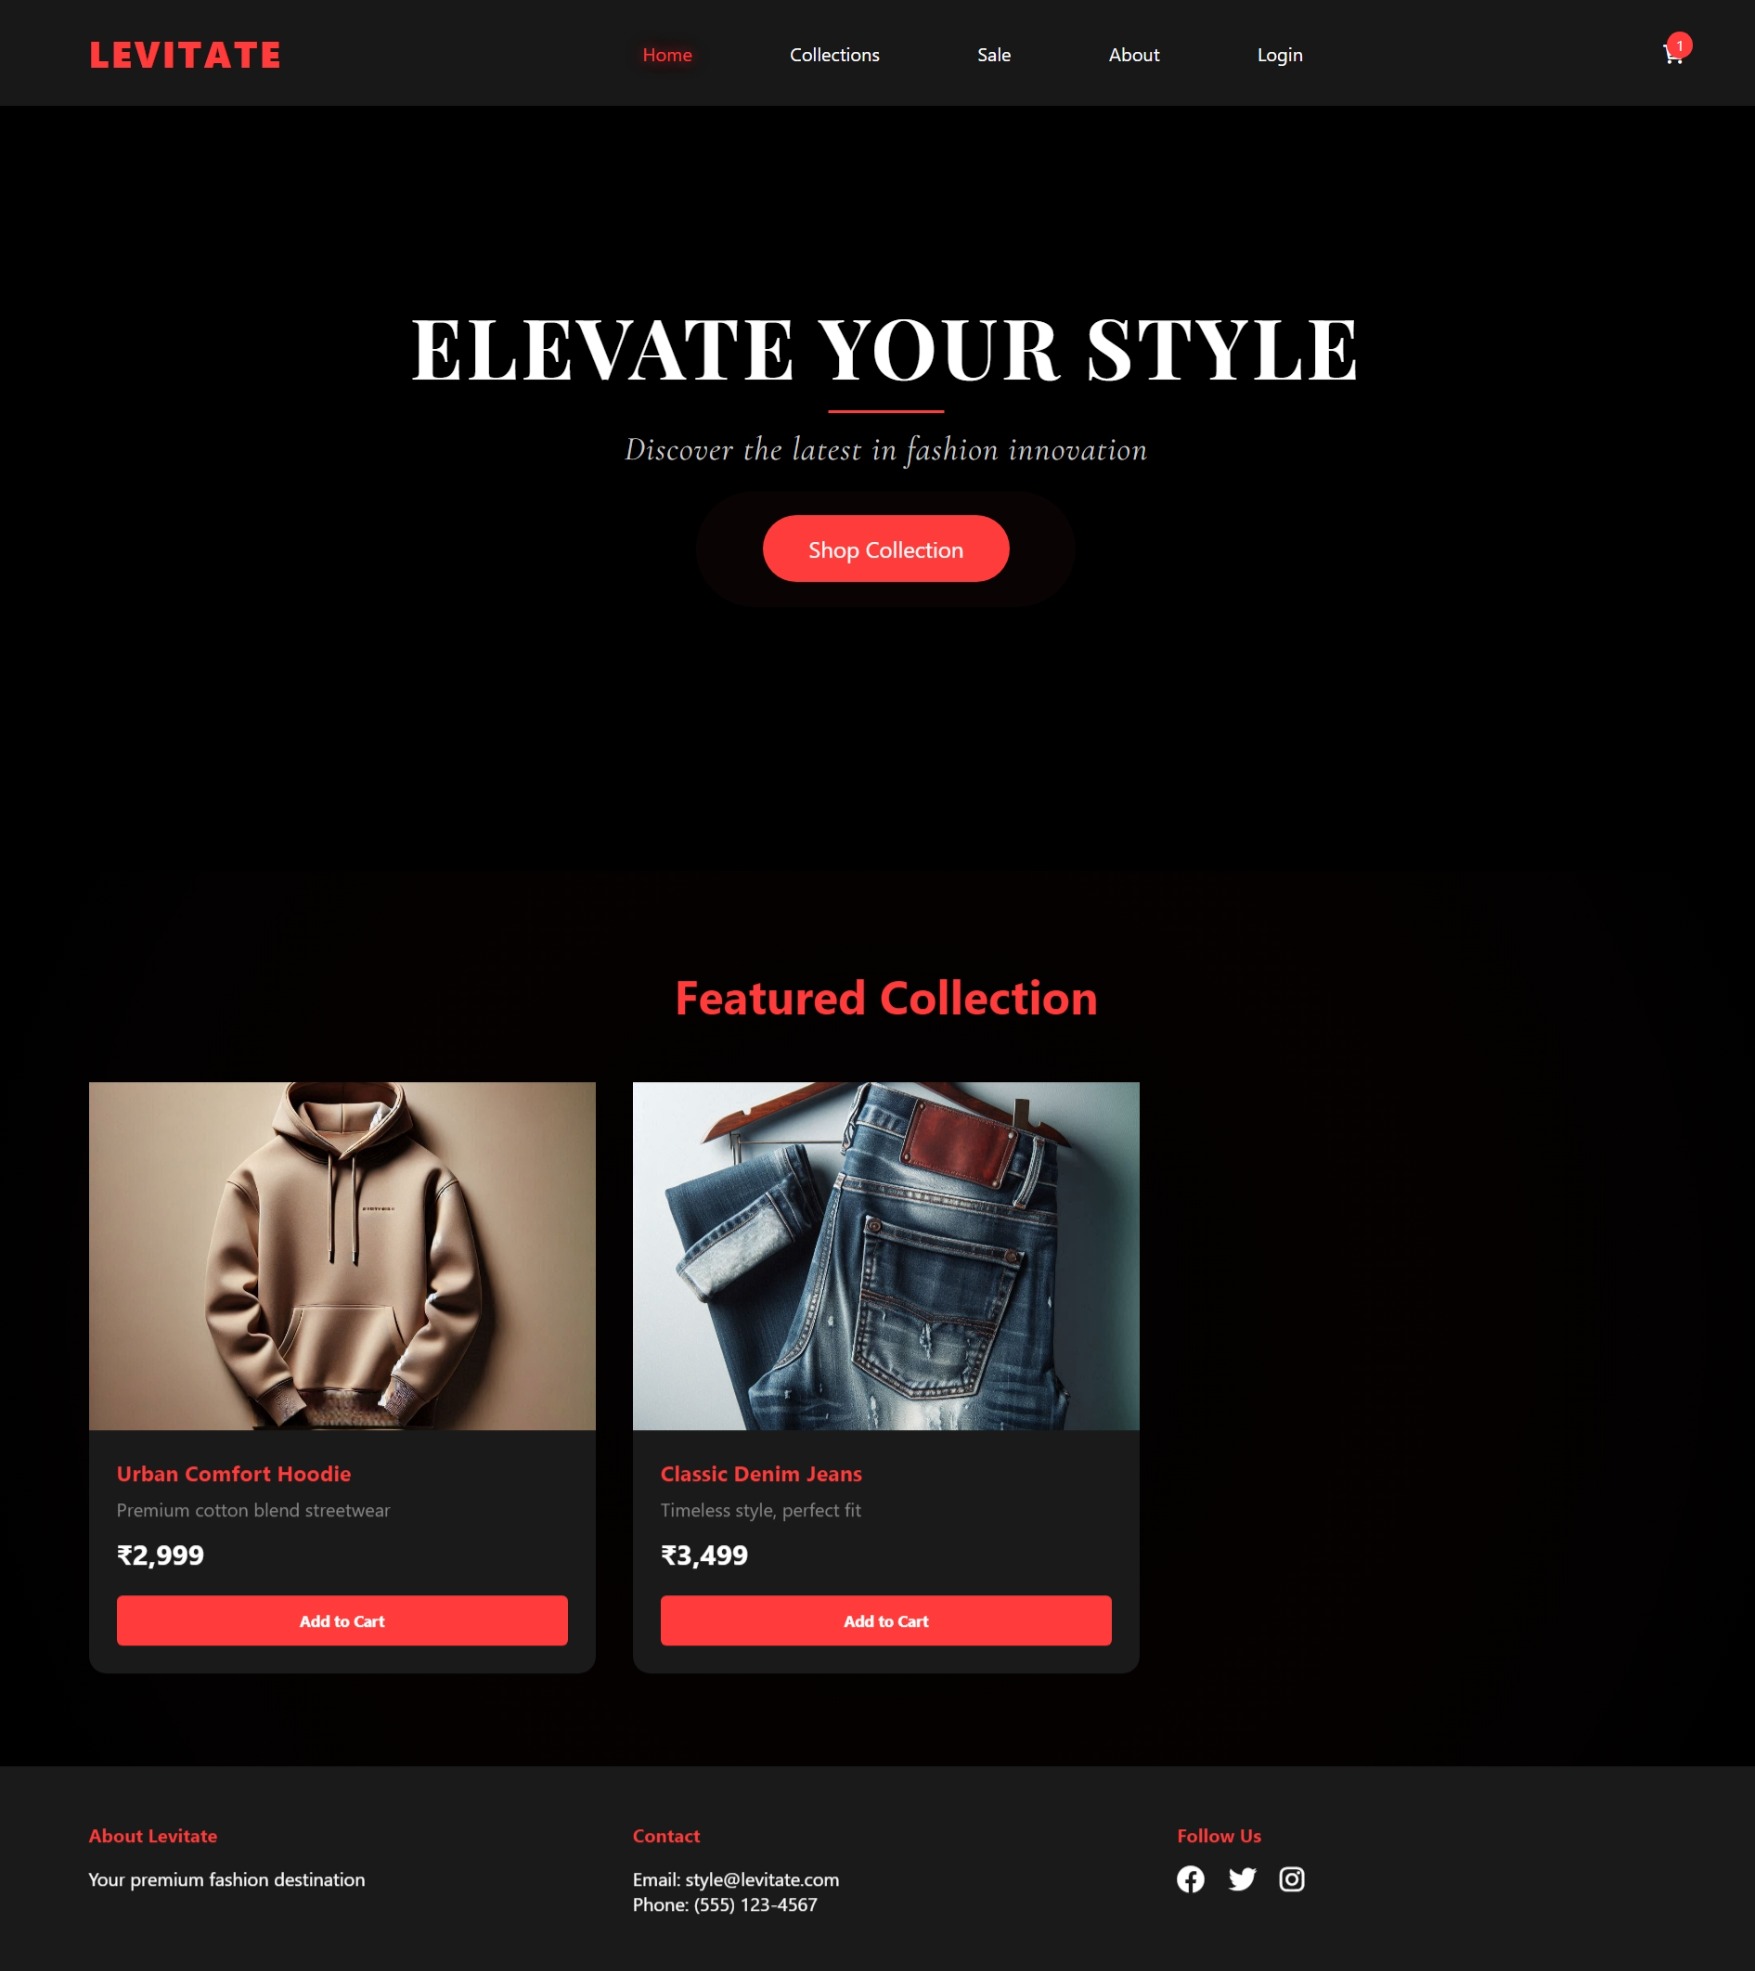 LEVITATE
Home
Collections
Sale
About
Login
1
ELEVATE YOUR STYLE
Discover the latest in fashion innovation
Shop Collection
Featured Collection
Urban Comfort Hoodie
Premium cotton blend streetwear
₹2,999
Add to Cart
Classic Denim Jeans
Timeless style, perfect fit
₹3,499
Add to Cart
About Levitate
Your premium fashion destination
Contact
Email: style@levitate.com
Phone: (555) 123-4567
Follow Us